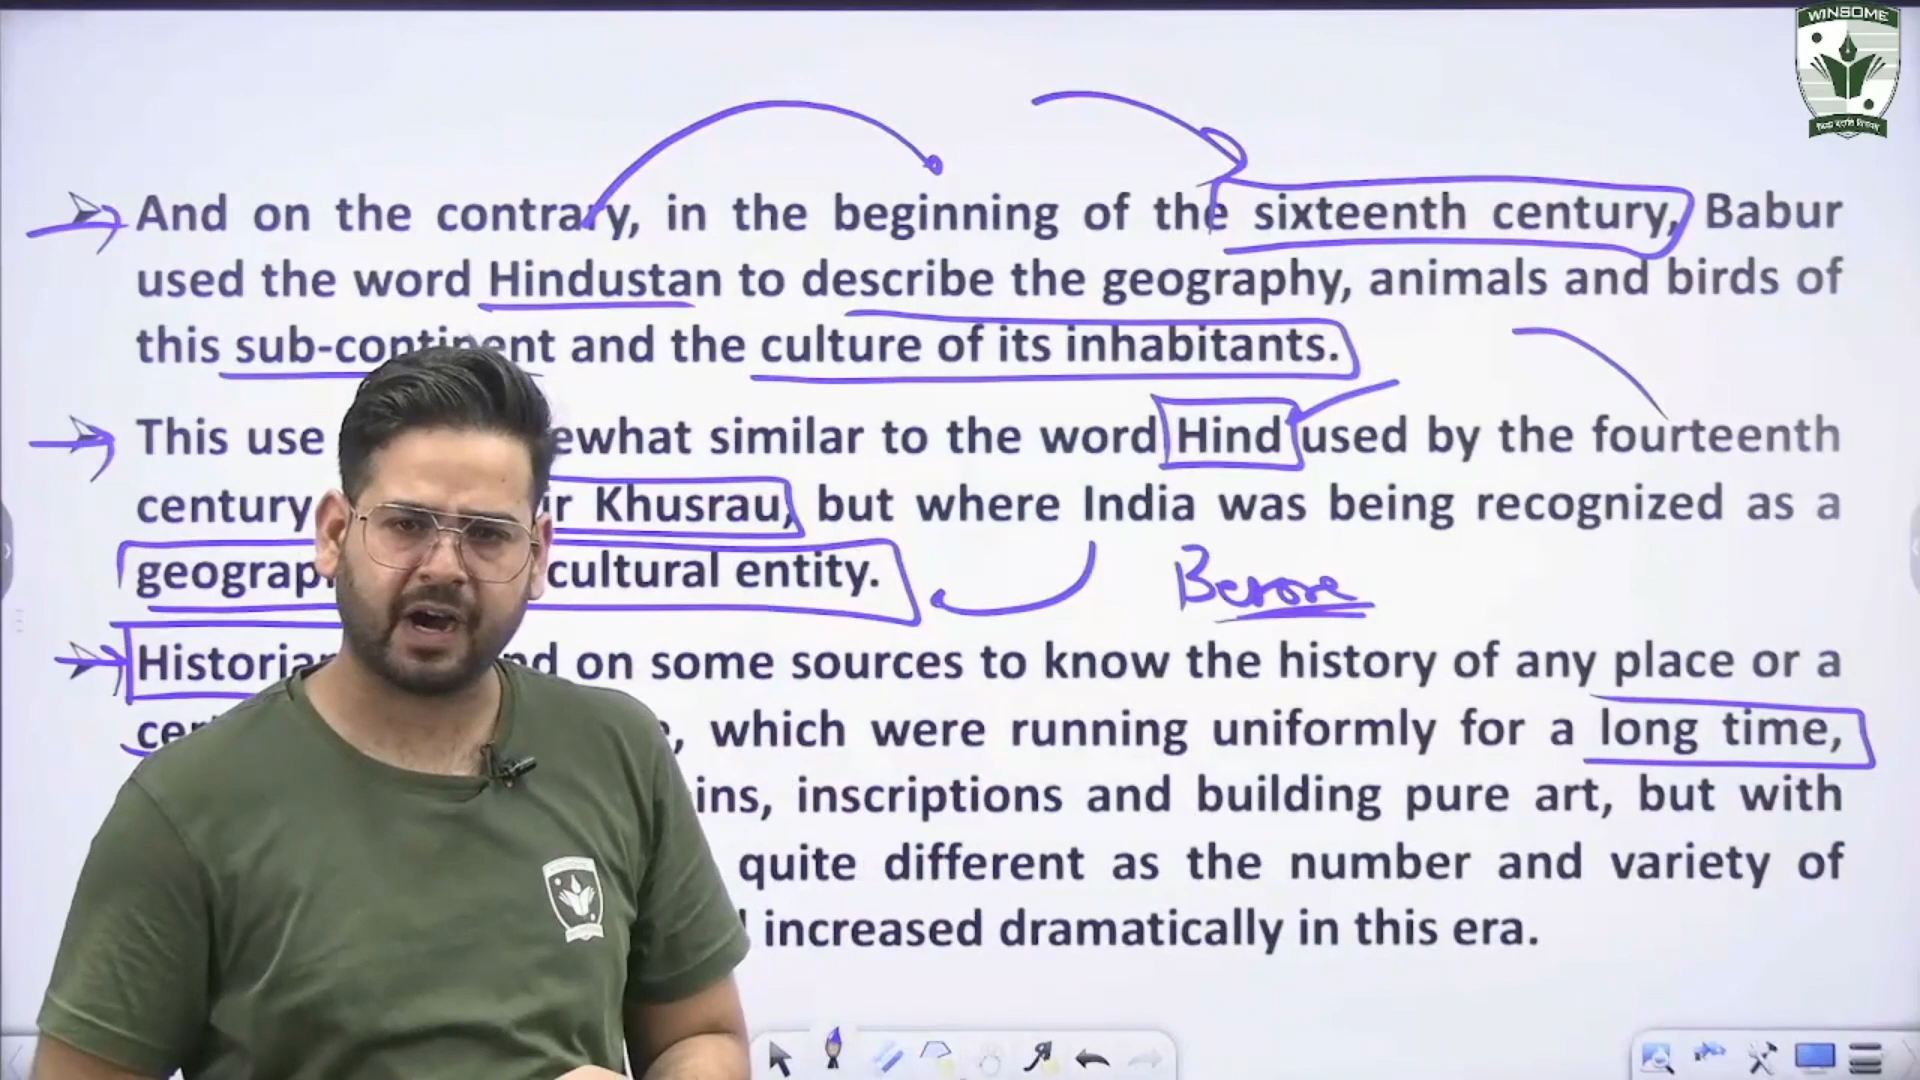 WINSOME
And on the contrary, in the beginning of the sixteenth century, Babur
used the word Hindustan to describe the geography, animals and birds of
this sub-continent and the culture of its inhabitants.
This use ewhat similar to the word Hind used by the fourteenth
century ir Khusrau, but where India was being recognized as a
geograp cultural entity.
Before
Historia nd on some sources to know the history of any place or a
cer , which were running uniformly for a long time,
ins, inscriptions and building pure art, but with
quite different as the number and variety of
increased dramatically in this era.
WINSOME